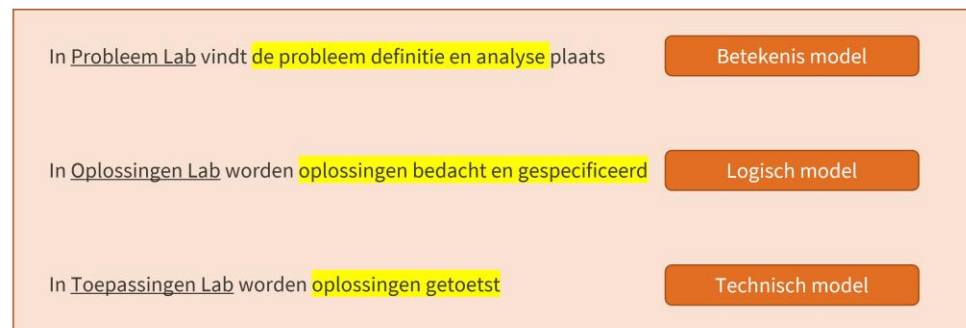 In Probleem Lab vindt de probleem definitie en analyse plaats
Betekenis model
In Oplossingen Lab worden oplossingen bedacht en gespecificeerd
Logisch model
In Toepassingen Lab worden oplossingen getoetst
Technisch model